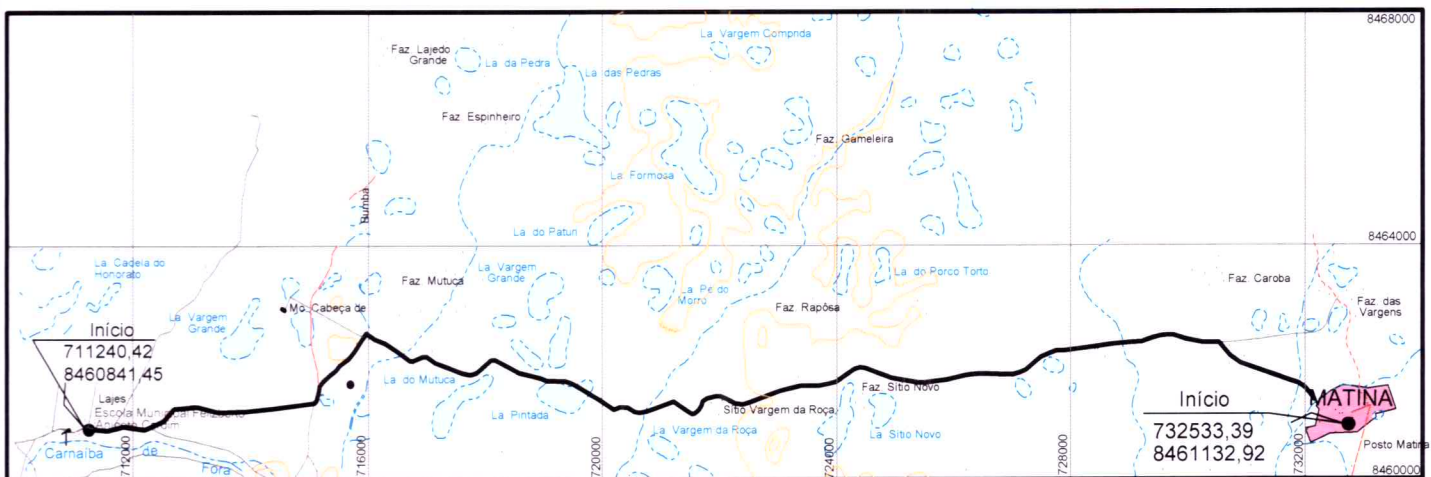 8468000
La Vargem Comprida
Faz Lajedo
Grande
La da Pedra
La das Pedras
Faz Espinheiro
Faz Gameleira
La Formosa
Bumba
La do Paturi
8464000
La Cadeia do
Honorato
Faz Mutuca
La Vargem
Grande
La Pe do
Morro
La do Porco Torto
Faz Caroba
Faz das
Vargens
Mo Cabeça de
Faz Rapôsa
La Vargem
Grande
Início
711240,42
8460841,45
La do Mutuca
Faz Sítio Novo
MATINA
Lajes
Escola Municipal
La Pintada
Sítio Vargem da Roça
Início
732533,39
8461132,92
La Vargem da Roça
La Sítio Novo
Posto Matina
Carnaíba de
Fora
712000
716000
720000
724000
728000
732000
8460000